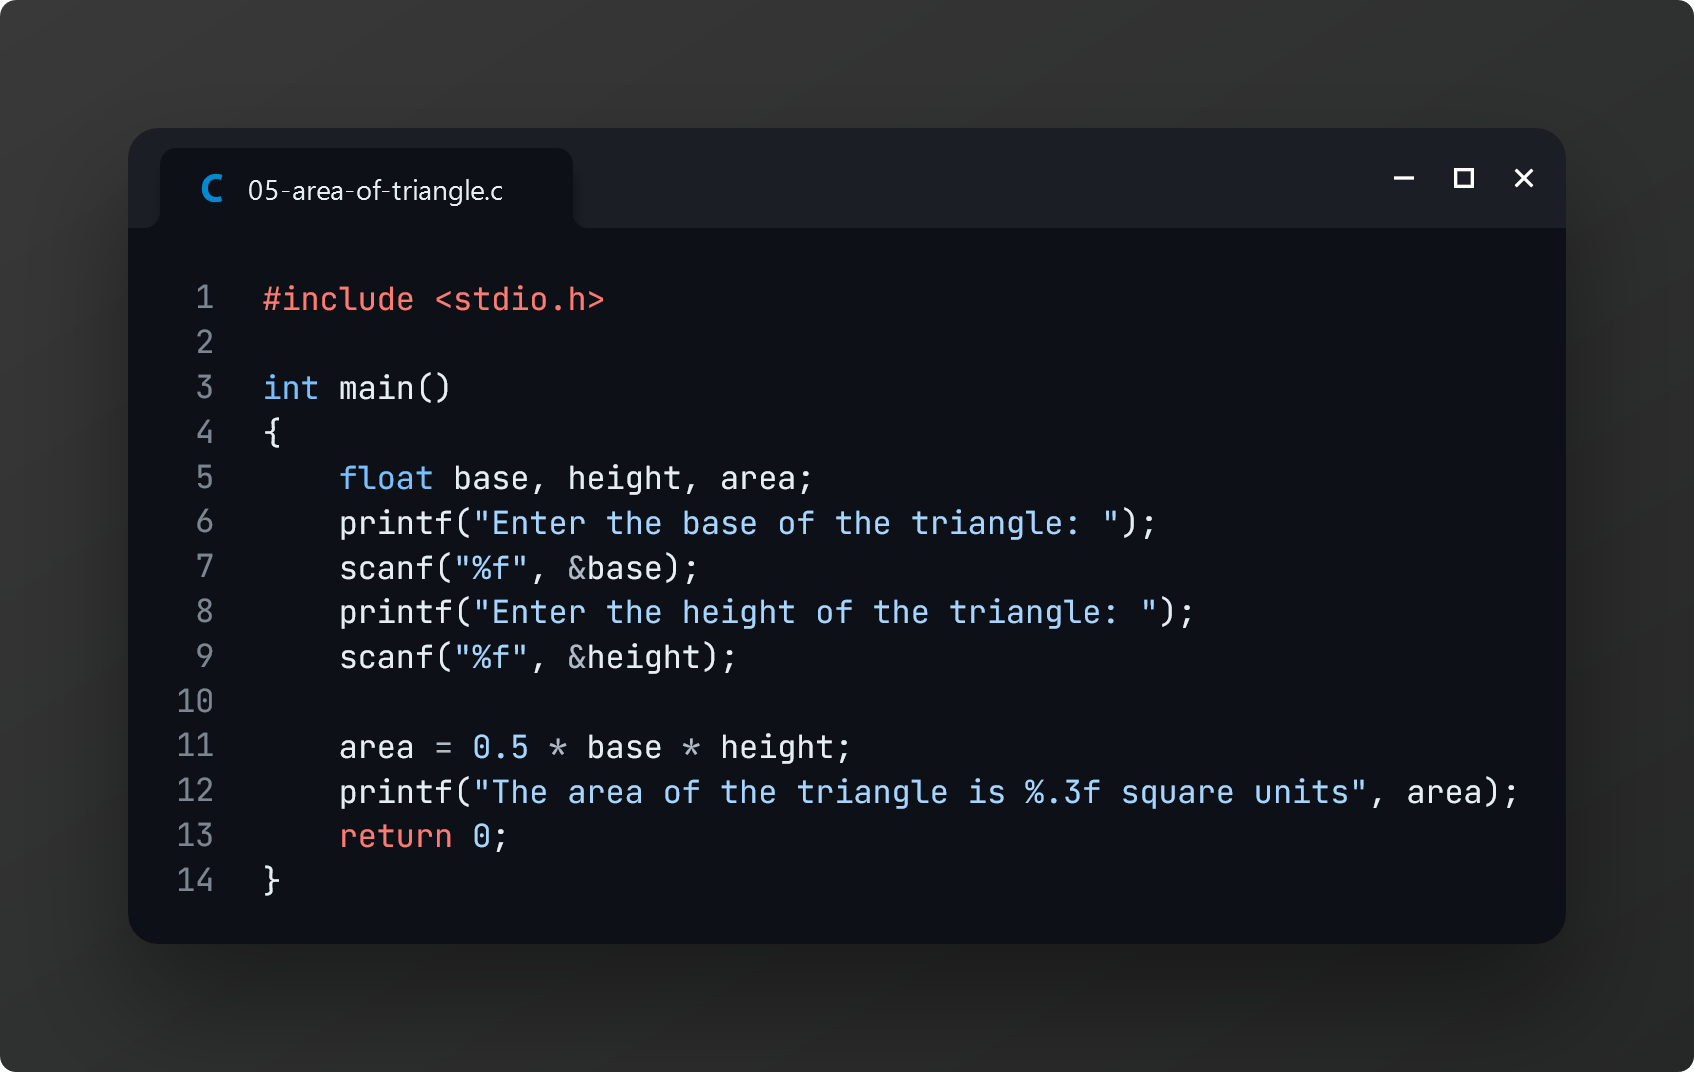 05-area-of-triangle.c
1 #include <stdio.h>
2
3 int main()
4 {
5     float base, height, area;
6     printf("Enter the base of the triangle: ");
7     scanf("%f", &base);
8     printf("Enter the height of the triangle: ");
9     scanf("%f", &height);
10
11     area = 0.5 * base * height;
12     printf("The area of the triangle is %.3f square units", area);
13     return 0;
14 }